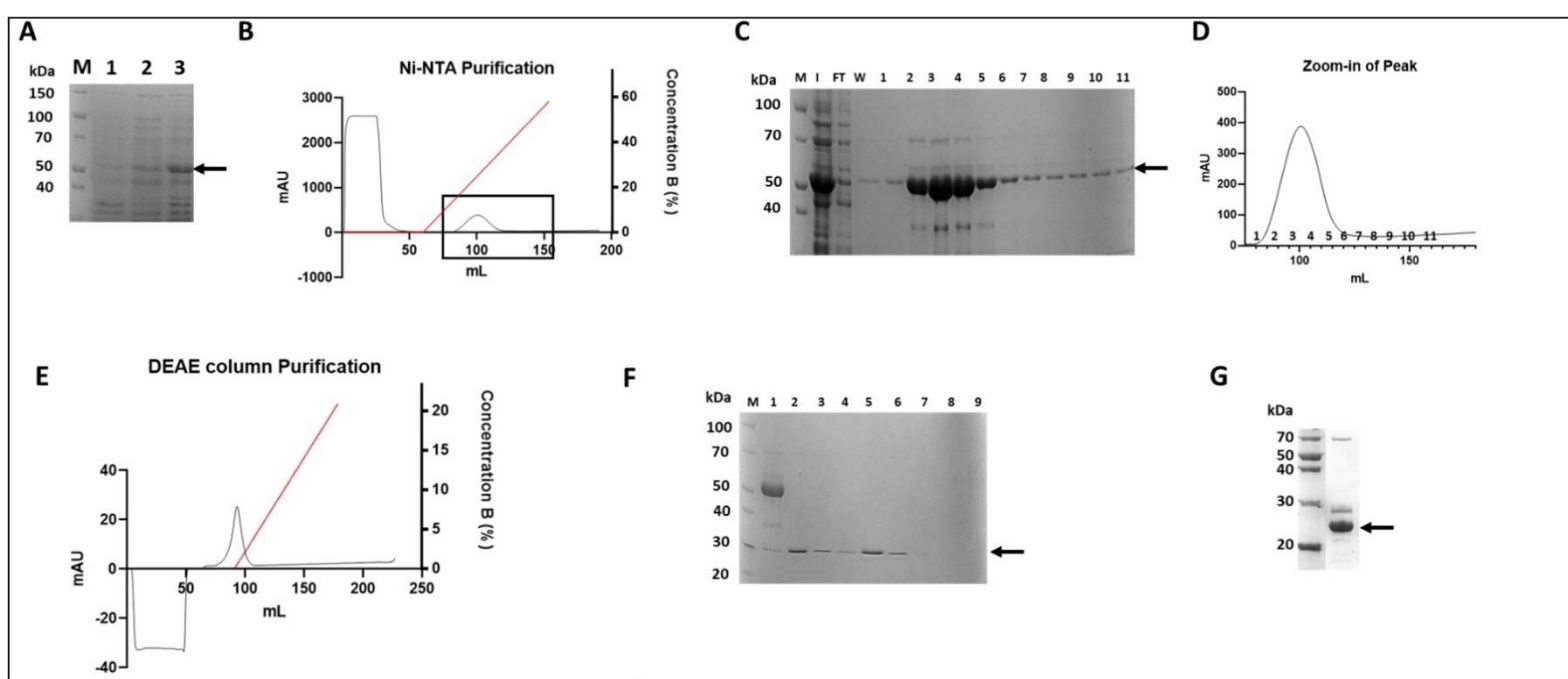 A
M 1 2 3
kDa
150
100
70
50
40
B
Ni-NTA Purification
3000
2000
1000
0
-1000
mAU
50 100 150 200
mL
60
40
20
0
Concentration B (%)
C
kDa M I FT W 1 2 3 4 5 6 7 8 9 10 11
100
70
50
40
D
Zoom-in of Peak
500
400
300
200
100
0
mAU
1 2 3 4 5 6 7 8 9 10 11
100 150
mL
E
DEAE column Purification
40
20
0
-20
-40
mAU
50 100 150 200 250
mL
20
15
10
5
0
Concentration B (%)
F
kDa M 1 2 3 4 5 6 7 8 9
100
70
50
40
30
20
G
kDa
70
50
40
30
20